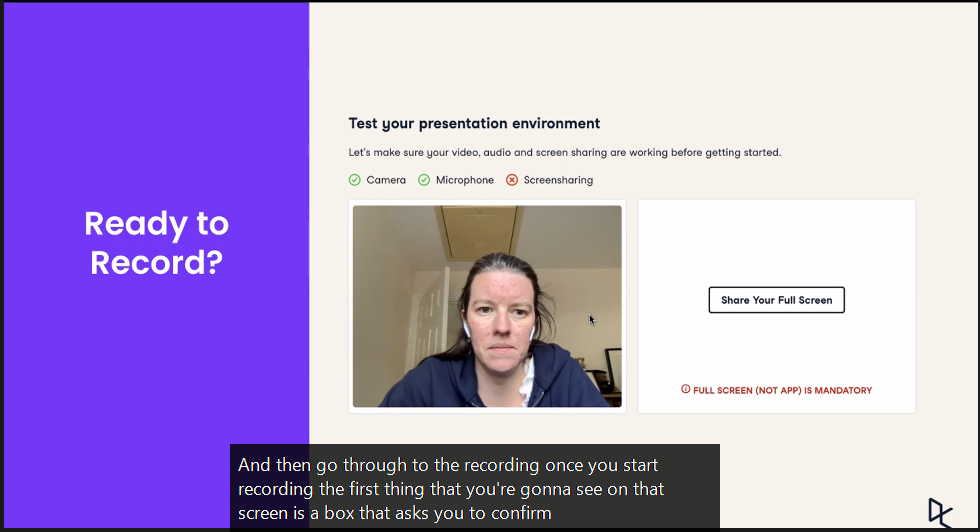 Ready to
Record?
Test your presentation environment
Let's make sure your video, audio and screen sharing are working before getting started.
Camera Microphone Screensharing
Share Your Full Screen
FULL SCREEN (NOT APP) IS MANDATORY
And then go through to the recording once you start
recording the first thing that you're gonna see on that
screen is a box that asks you to confirm